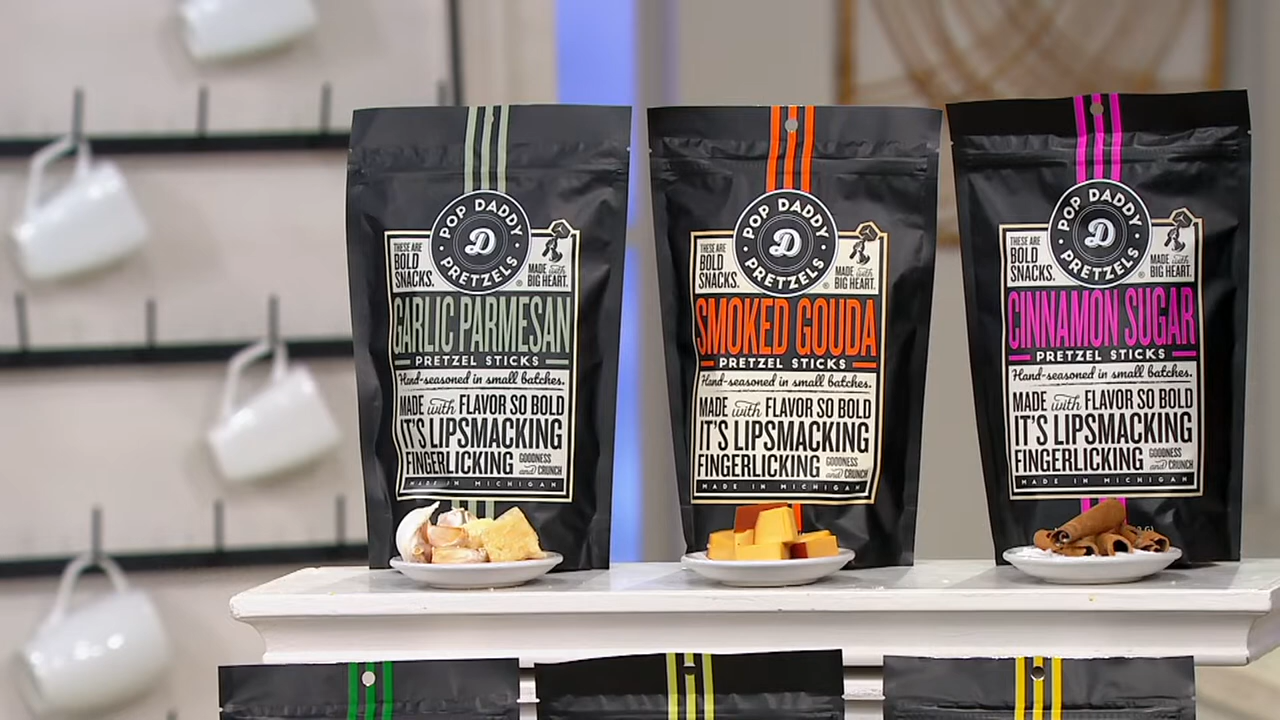 POP DADDY
D
PRETZELS
®
THESE ARE
BOLD
SNACKS.
MADE with
BIG HEART.
GARLIC PARMESAN
PRETZEL STICKS
Hand-seasoned in small batches.
MADE with FLAVOR SO BOLD
IT'S LIPSMACKING
FINGERLICKING GOODNESS
and CRUNCH
MADE IN MICHIGAN
POP DADDY
D
PRETZELS
®
THESE ARE
BOLD
SNACKS.
MADE with
BIG HEART.
SMOKED GOUDA
PRETZEL STICKS
Hand-seasoned in small batches.
MADE with FLAVOR SO BOLD
IT'S LIPSMACKING
FINGERLICKING GOODNESS
and CRUNCH
MADE IN MICHIGAN
POP DADDY
D
PRETZELS
®
THESE ARE
BOLD
SNACKS.
MADE with
BIG HEART.
CINNAMON SUGAR
PRETZEL STICKS
Hand-seasoned in small batches.
MADE with FLAVOR SO BOLD
IT'S LIPSMACKING
FINGERLICKING GOODNESS
and CRUNCH
MADE IN MICHIGAN